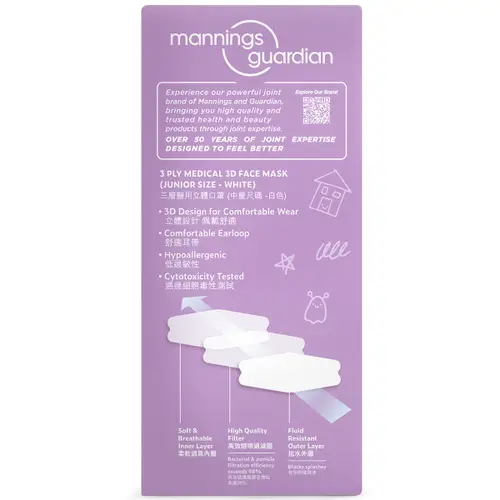 mannings
guardian
Experience our powerful joint
brand of Mannings and Guardian,
bringing you high quality and
trusted health and beauty
products through joint expertise.
Explore Our Brand
OVER 50 YEARS OF JOINT EXPERTISE
DESIGNED TO FEEL BETTER
3 PLY MEDICAL 3D FACE MASK
(JUNIOR SIZE - WHITE)
三層醫用立體口罩 (中童尺碼 -白色)
• 3D Design for Comfortable Wear
立體設計 佩戴舒適
• Comfortable Earloop
舒適耳帶
• Hypoallergenic
低過敏性
• Cytotoxicity Tested
通過細胞毒性測試
Soft &
Breathable
Inner Layer
柔軟透氣內層
High Quality
Filter
高效過濾層
Bacterial & particle
filtration efficiency
exceeds 98%
Fluid
Resistant
Outer Layer
拒水外層
Blocks splashes